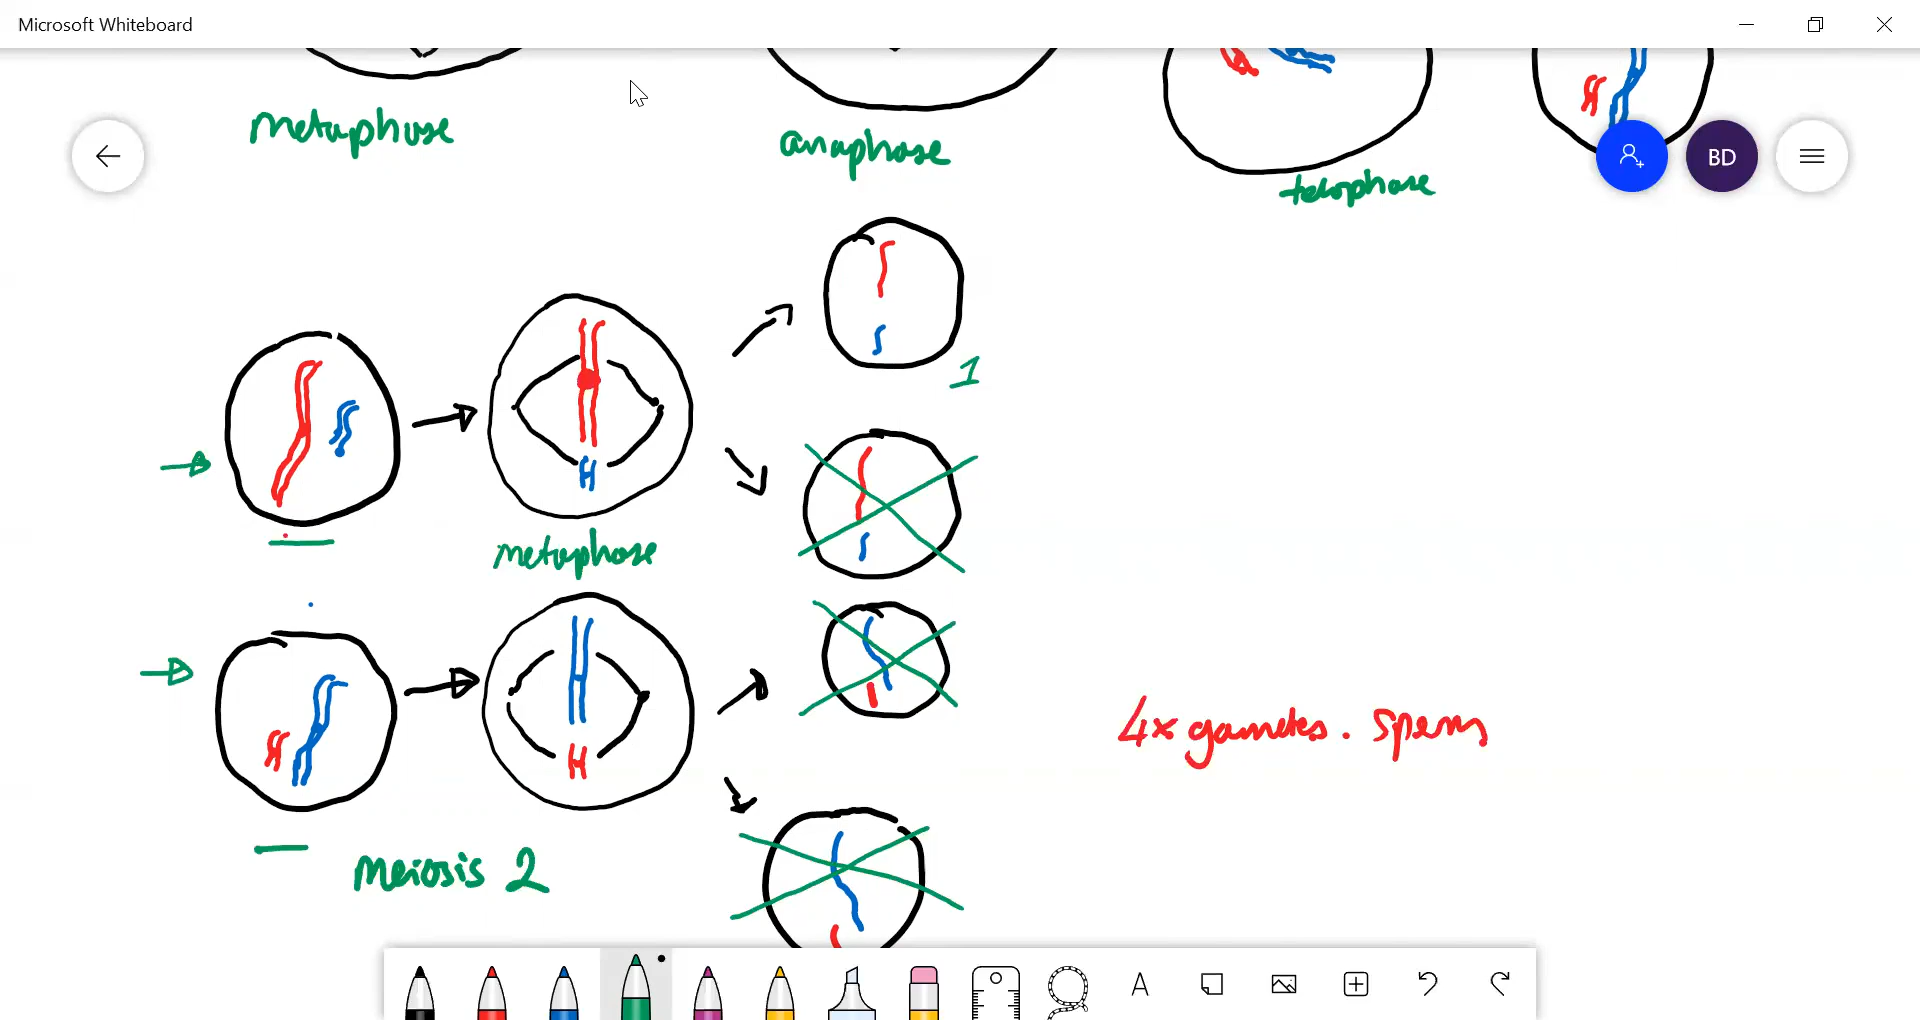 Microsoft Whiteboard
metaphase
anaphase
telophase
BD
1
metaphase
4x gametes. sperm
meiosis 2
A